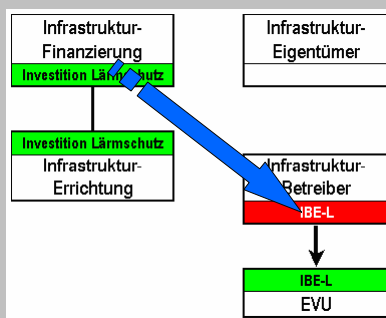 Infrastruktur-
Finanzierung
Investition Lärmschutz
Infrastruktur-
Eigentümer
Investition Lärmschutz
Infrastruktur-
Errichtung
Infrastruktur-
Betreiber
IBE-L
IBE-L
EVU